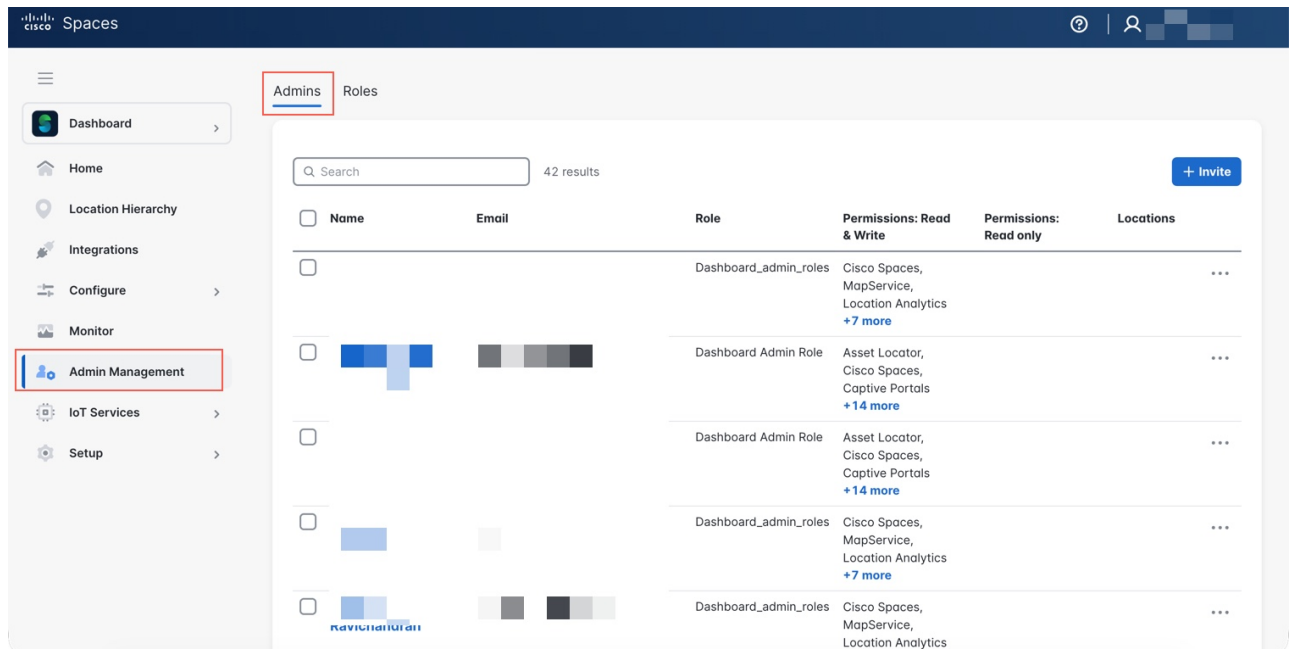 cisco Spaces
Admins Roles
Dashboard
Home
Location Hierarchy
Integrations
Configure
Monitor
Admin Management
IoT Services
Setup
Search 42 results + Invite
Name Email Role Permissions: Read & Write Permissions: Read only Locations
Dashboard_admin_roles Cisco Spaces,
MapService,
Location Analytics
+7 more
Dashboard Admin Role Asset Locator,
Cisco Spaces,
Captive Portals
+14 more
Dashboard Admin Role Asset Locator,
Cisco Spaces,
Captive Portals
+14 more
Dashboard_admin_roles Cisco Spaces,
MapService,
Location Analytics
+7 more
Dashboard_admin_roles Cisco Spaces,
Ravichandran MapService,
Location Analytics